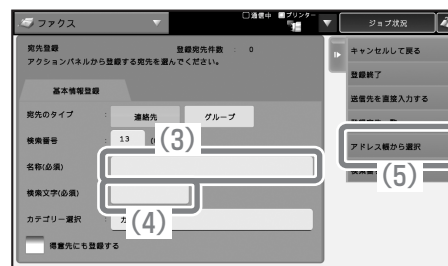 ファクス
通信中
プリンター
ジョブ状況
宛先登録
登録宛先件数 : 0
アクションパネルから登録する宛先を選んでください。
基本情報登録
宛先のタイプ : 連絡先 グループ
検索番号 : 13
(3)
名称(必須)
検索文字(必須)
(4)
カテゴリー選択 :
得意先にも登録する
キャンセルして戻る
登録終了
送信先を直接入力する
アドレス帳から選択
(5)